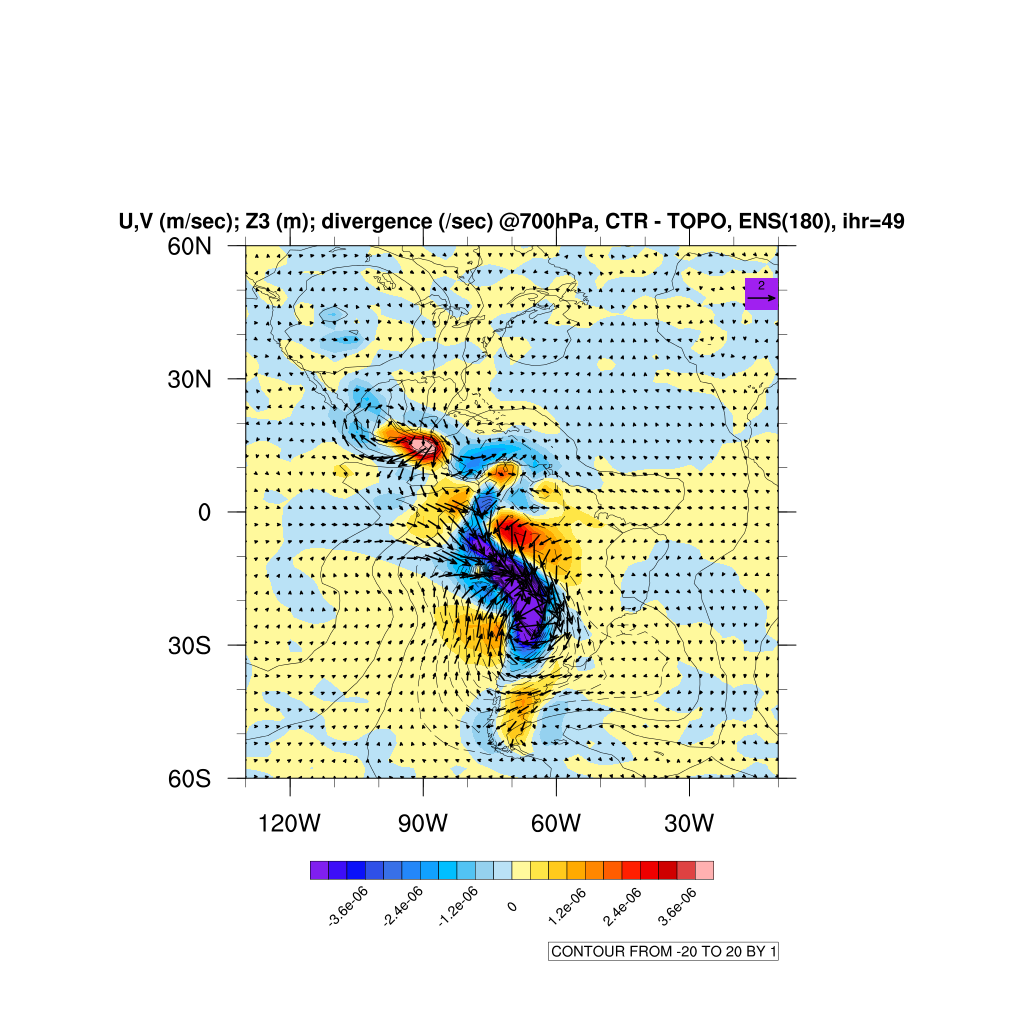 U,V (m/sec); Z3 (m); divergence (/sec) @700hPa, CTR - TOPO, ENS(180), ihr=49
60N
2
30N
0
30S
60S
120W 90W 60W 30W
-3.6e-06 -2.4e-06 -1.2e-06 0 1.2e-06 2.4e-06 3.6e-06
CONTOUR FROM -20 TO 20 BY 1